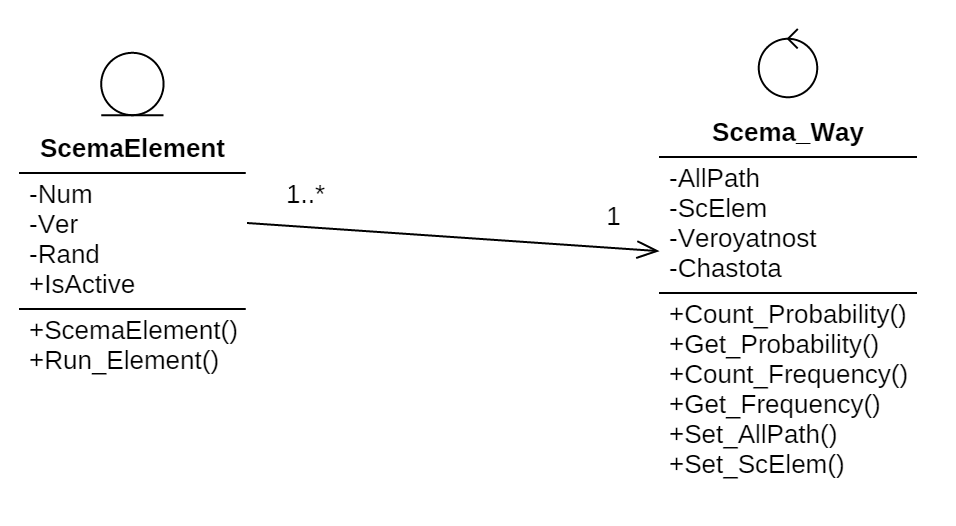 ScemaElement
-Num
-Ver
-Rand
+IsActive
+ScemaElement()
+Run_Element()
1..*
1
Scema_Way
-AllPath
-ScElem
-Veroyatnost
-Chastota
+Count_Probability()
+Get_Probability()
+Count_Frequency()
+Get_Frequency()
+Set_AllPath()
+Set_ScElem()